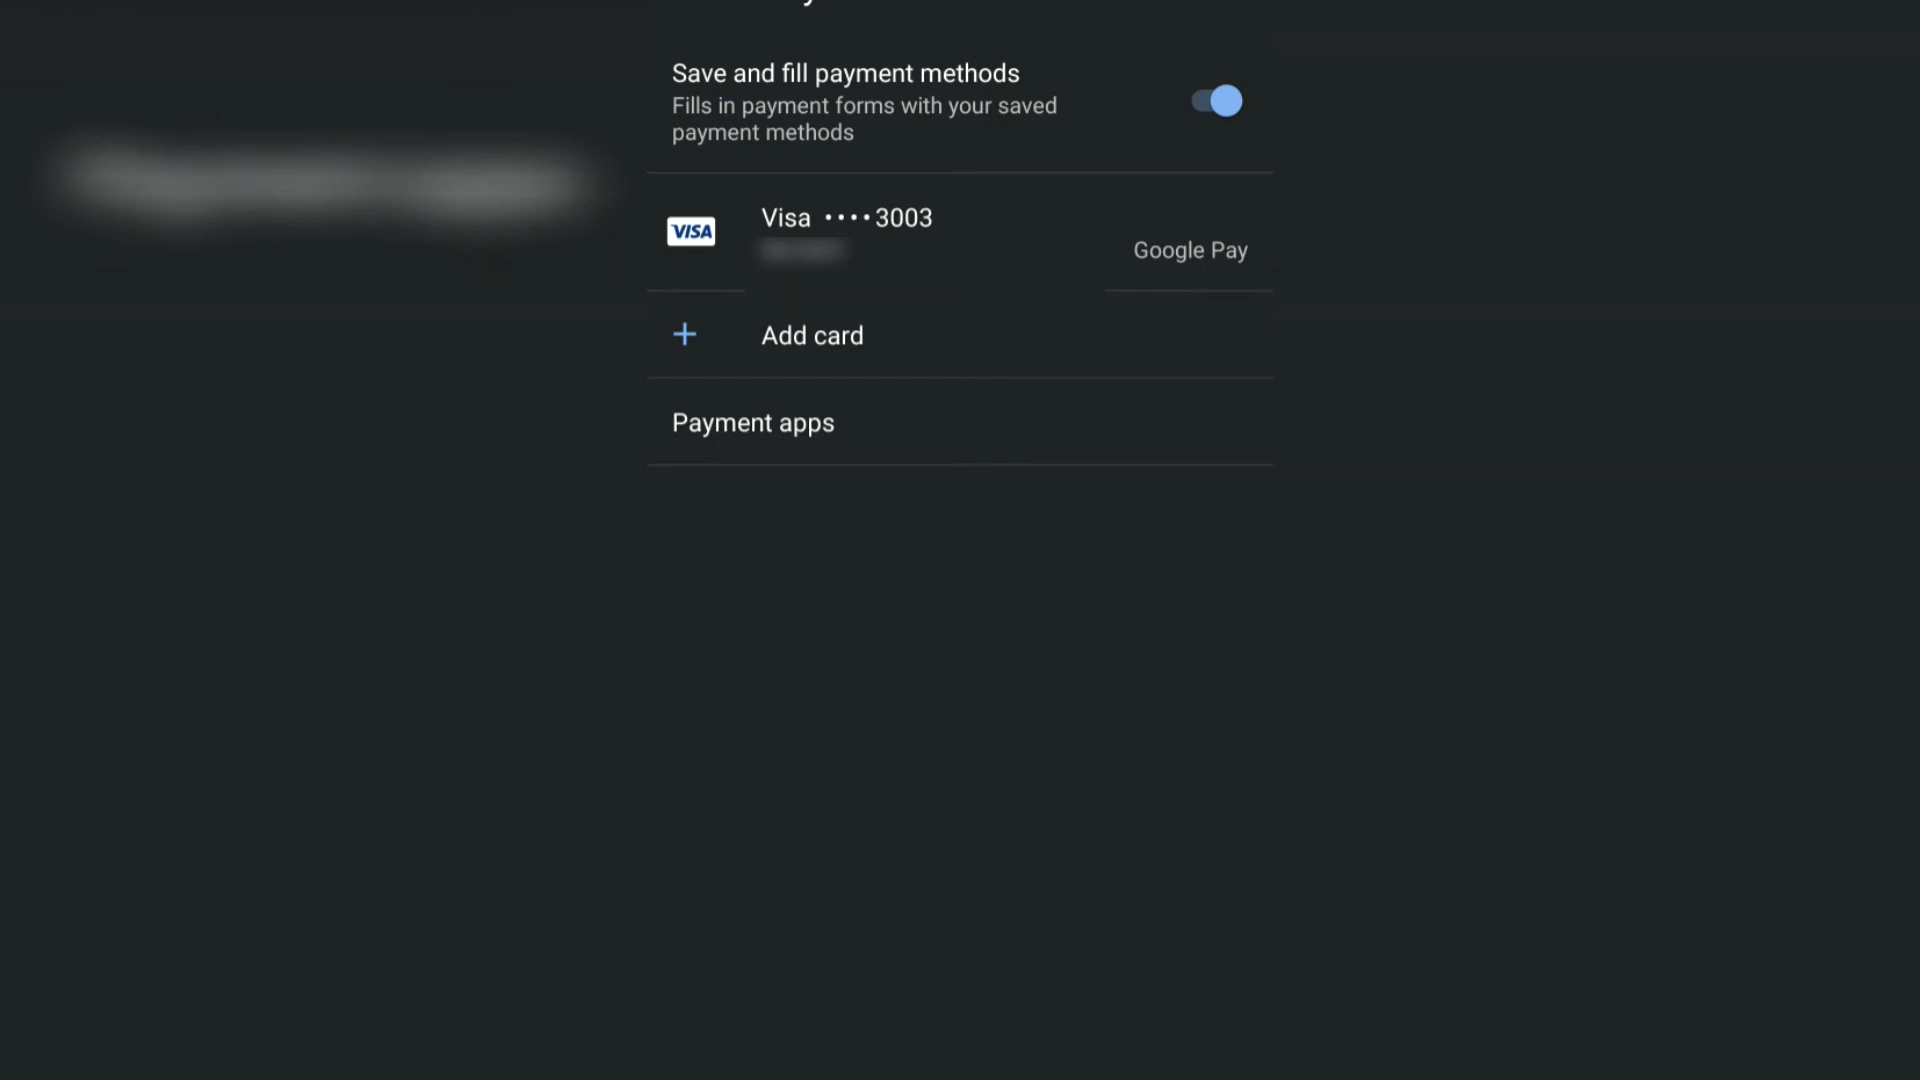 Save and fill payment methods
Fills in payment forms with your saved
payment methods
VISA
Visa ••••3003
Google Pay
+ Add card
Payment apps